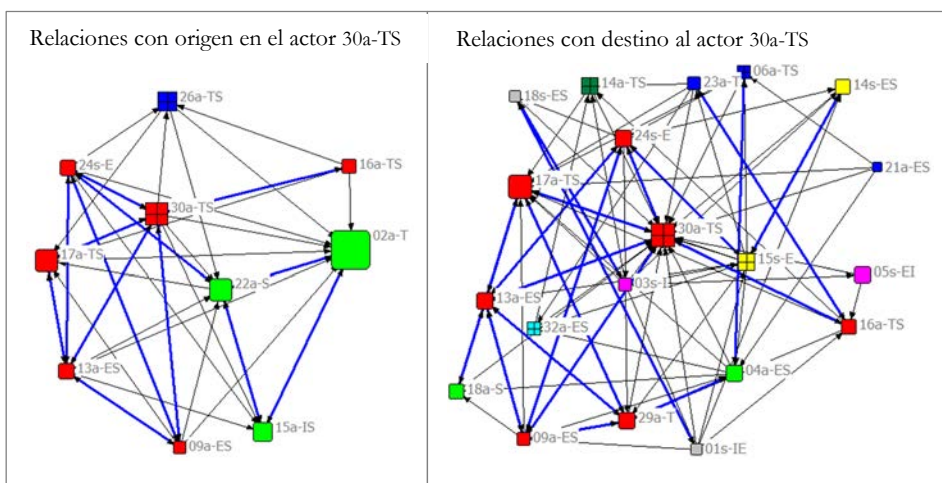 Relaciones con origen en el actor 30a-TS
26a-TS
24s-E
16a-TS
30a-TS
17a-TS
02a-T
22a-S
13a-ES
15a-IS
09a-ES
Relaciones con destino al actor 30a-TS
06a-TS
14a-TS
23a-T
14s-ES
18s-ES
24s-E
21a-ES
17a-TS
30a-TS
15s-E
05s-EI
03s-I
13a-ES
32a-ES
16a-TS
04a-ES
18a-S
29a-T
09a-ES
01s-IE